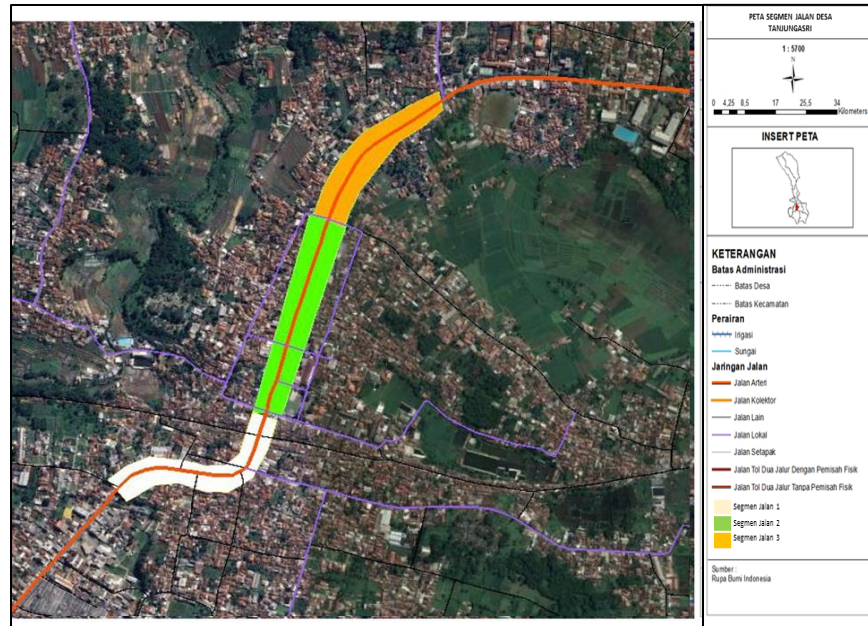 PETA SEGMEN JALAN DESA
TANJUNGASRI
1 : 5700
N
0 4,25 8,5 17 25,5 34
Kilometers
INSERT PETA
KETERANGAN
Batas Administrasi
Batas Desa
Batas Kecamatan
Perairan
Irigasi
Sungai
Jaringan Jalan
Jalan Arteri
Jalan Kolektor
Jalan Lain
Jalan Lokal
Jalan Setapak
Jalan Tol Dua Jalur Dengan Pemisah Fisik
Jalan Tol Dua Jalur Tanpa Pemisah Fisik
Segmen Jalan 1
Segmen Jalan 2
Segmen Jalan 3
Sumber :
Rupa Bumi Indonesia